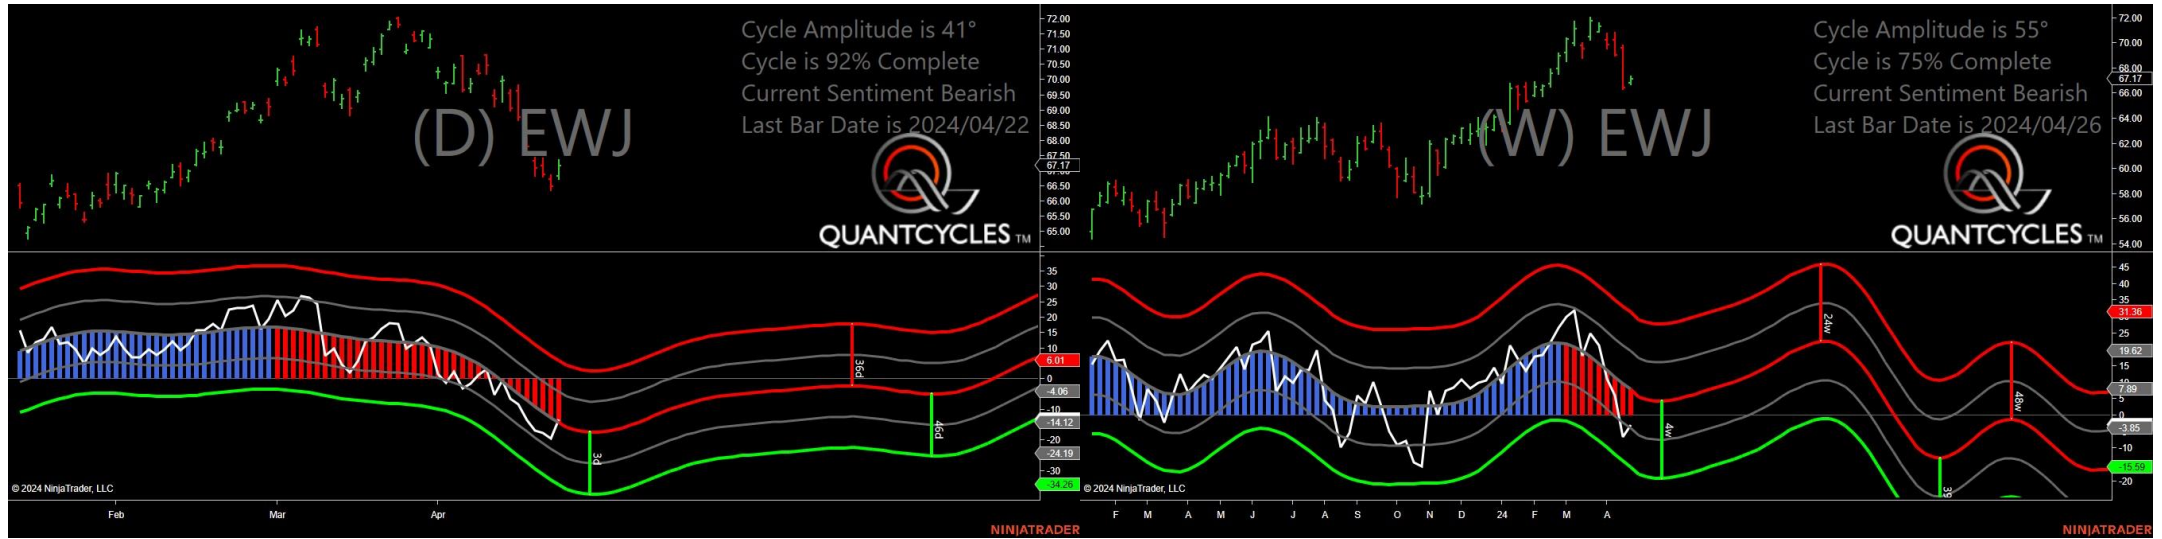 Cycle Amplitude is 41°
Cycle is 92% Complete
Current Sentiment Bearish
Last Bar Date is 2024/04/22
(D) EWJ
QUANTCYCLES TM
72.00
71.50
71.00
70.50
70.00
69.50
69.00
68.50
68.00
67.50
67.17
66.50
66.00
65.50
65.00
35
30
25
20
15
10
6.01
0
-4.06
-10
-14.12
-20
-24.19
-30
-34.26
3d
36d
46d
© 2024 NinjaTrader, LLC
Feb Mar Apr
NINJATRADER
Cycle Amplitude is 55°
Cycle is 75% Complete
Current Sentiment Bearish
Last Bar Date is 2024/04/26
(W) EWJ
QUANTCYCLES TM
72.00
70.00
68.00
67.17
66.00
64.00
62.00
60.00
58.00
56.00
54.00
45
40
35
31.36
25
19.62
15
7.89
5
0
-3.85
-10
-15.59
-20
4w
24w
48w
© 2024 NinjaTrader, LLC
F M A M J J A S O N D 24 F M A
NINJATRADER